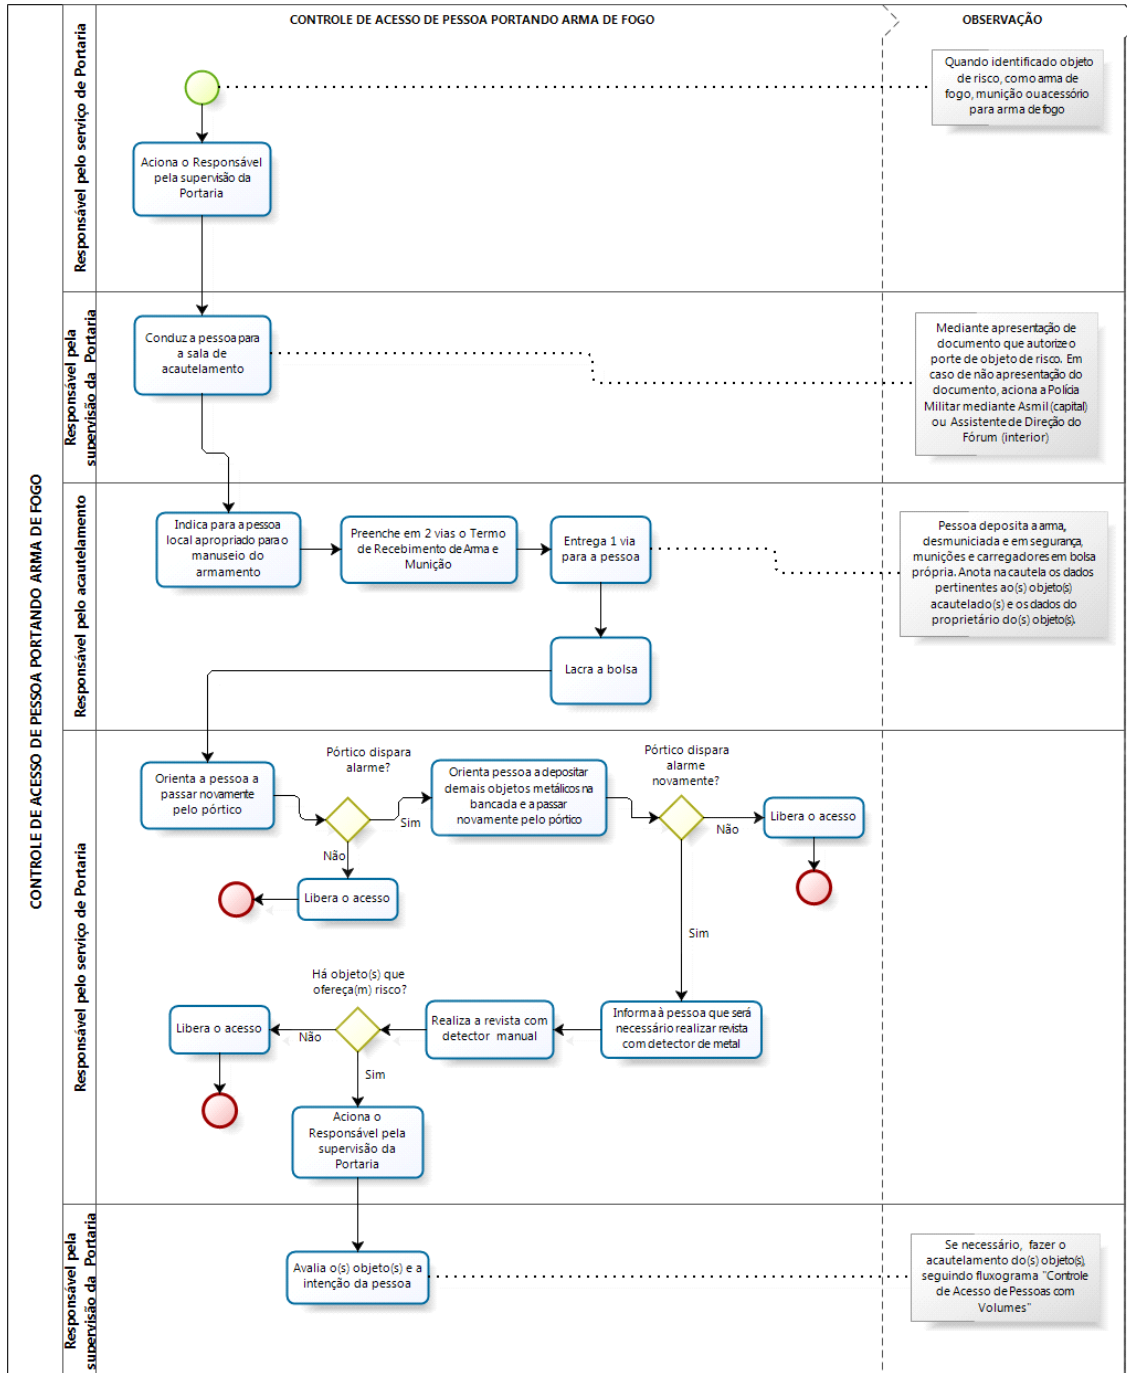 CONTROLE DE ACESSO DE PESSOA PORTANDO ARMA DE FOGO
CONTROLE DE ACESSO DE PESSOA PORTANDO ARMA DE FOGO
OBSERVAÇÃO
Responsável pelo serviço de Portaria
Quando identificado objeto
de risco, como arma de
fogo, munição ou acessório
para arma de fogo
Aciona o Responsável
pela supervisão da
Portaria
Responsável pela
supervisão da Portaria
Conduz a pessoa para
a sala de
acautelamento
Mediante apresentação de
documento que autorize o
porte de objeto de risco. Em
caso de não apresentação do
documento, aciona a Polícia
Militar mediante Asmil (capital)
ou Assistente de Direção do
Fórum (interior)
Responsável pelo acautelamento
Indica para a pessoa
local apropriado para o
manuseio do
armamento
Preenche em 2 vias o Termo
de Recebimento de Arma e
Munição
Entrega 1 via
para a pessoa
Pessoa deposita a arma,
desmuniciada e em segurança,
munições e carregadores em bolsa
própria. Anota na cautela os dados
pertinentes ao(s) objeto(s)
acautelado(s) e os dados do
proprietário do(s) objeto(s).
Lacra a bolsa
Responsável pelo serviço de Portaria
Orienta a pessoa a
passar novamente
pelo pórtico
Pórtico dispara
alarme?
Sim
Não
Libera o acesso
Orienta pessoa a depositar
demais objetos metálicos na
bancada e a passar
novamente pelo pórtico
Pórtico dispara
alarme
novamente?
Não
Libera o acesso
Sim
Informa à pessoa que será
necessário realizar revista
com detector de metal
Realiza a revista com
detector manual
Há objeto(s) que
ofereça(m) risco?
Não
Libera o acesso
Sim
Aciona o
Responsável pela
supervisão da
Portaria
Responsável pela
supervisão da Portaria
Avalia o(s) objeto(s) e a
intenção da pessoa
Se necessário, fazer o
acautelamento do(s) objeto(s),
seguindo fluxograma "Controle
de Acesso de Pessoas com
Volumes"